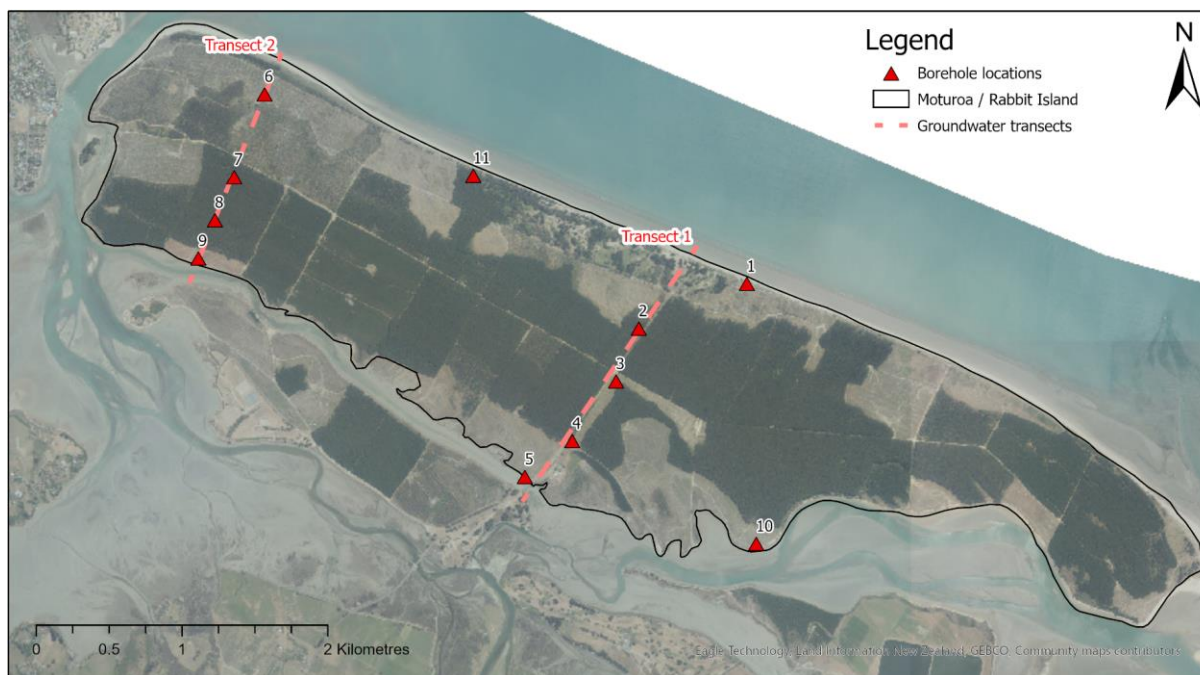 Transect 2
6
7
8
9
11
Transect 1
1
2
3
4
5
10
Legend
Borehole locations
Moturoa / Rabbit Island
Groundwater transects
N
0 0.5 1 2 Kilometres
Eagle Technology, Land Information New Zealand, GEBCO, Community maps contributors